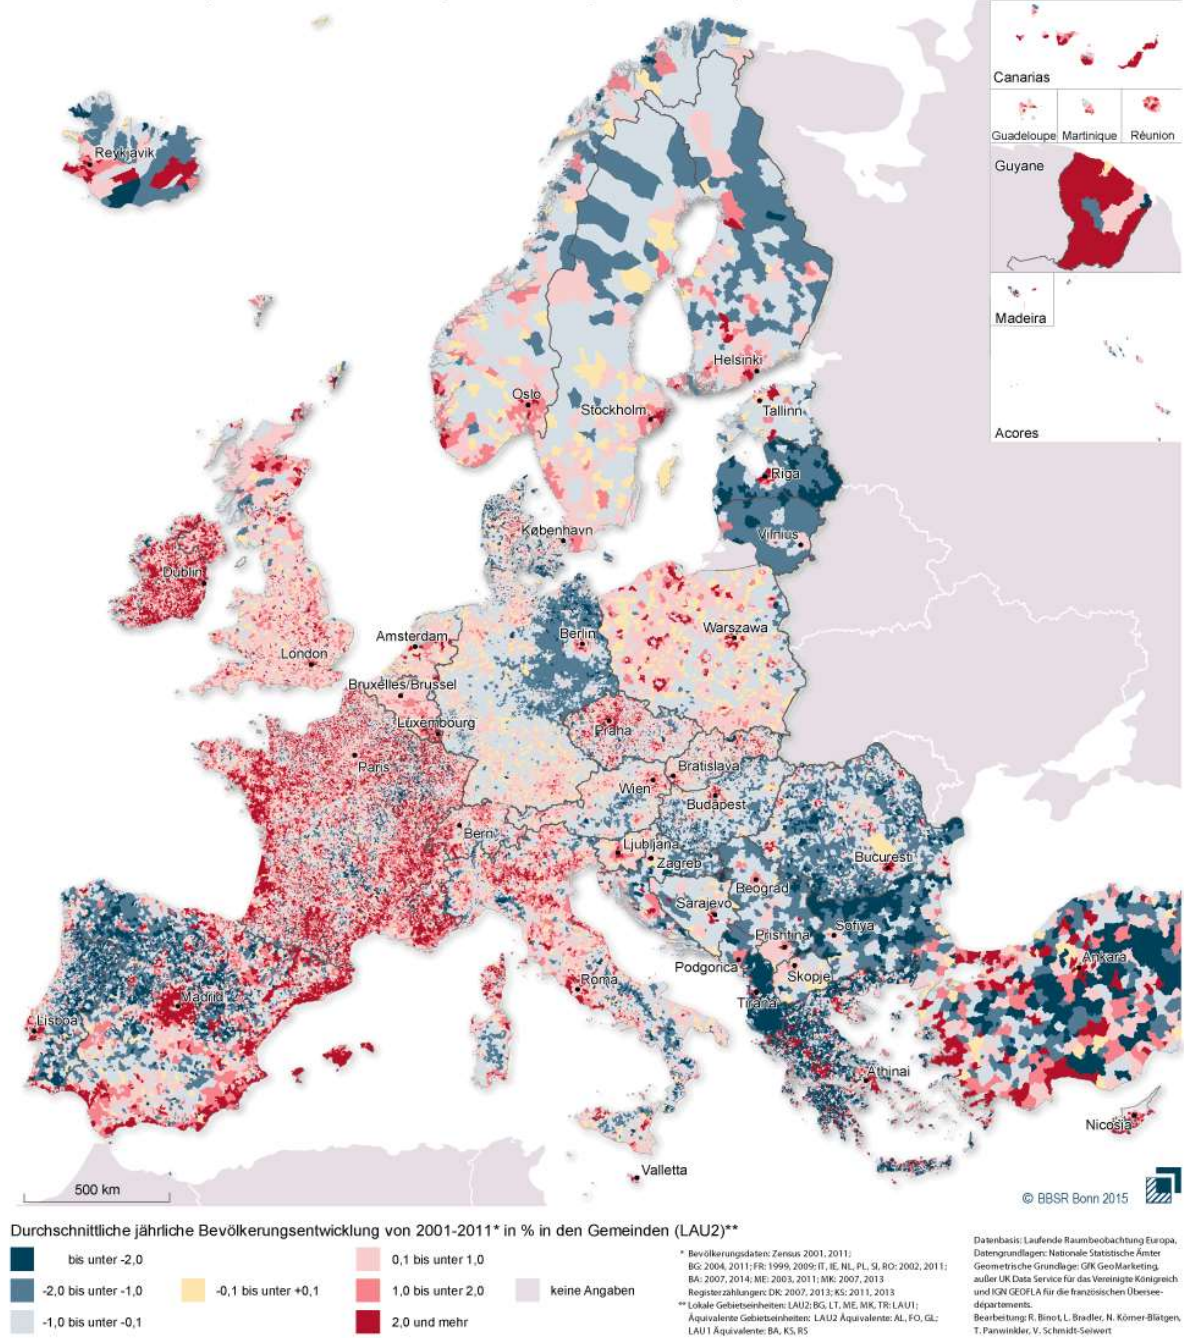 Canarias
Guadeloupe Martinique Réunion
Guyane
Madeira
Acores
Reykjavik
Helsinki
Oslo
Stockholm
Tallinn
Riga
København
Vilnius
Dublin
Amsterdam
Berlin
Warszawa
London
Bruxelles/Brussel
Luxembourg
Praha
Paris
Bratislava
Wien
Budapest
Bern
Ljubljana
Zagreb
Bucuresti
Beograd
Sarajevo
Sofiya
Prishtina
Podgorica
Skopje
Ankara
Roma
Madrid
Tirana
Lisboa
Athinai
Nicosia
Valletta
500 km
© BBSR Bonn 2015
Durchschnittliche jährliche Bevölkerungsentwicklung von 2001-2011* in % in den Gemeinden (LAU2)**
bis unter -2,0
-2,0 bis unter -1,0
-1,0 bis unter -0,1
-0,1 bis unter +0,1
0,1 bis unter 1,0
1,0 bis unter 2,0
2,0 und mehr
keine Angaben
* Bevölkerungsdaten: Zensus 2001, 2011;
BG: 2004, 2011; FR: 1999, 2009; IT, IE, NL, PL, SI, RO: 2002, 2011;
BA: 2007, 2014; ME: 2003, 2011; MK: 2007, 2013
Registerzählungen: DK: 2007, 2013; KS: 2011, 2013
** Lokale Gebietseinheiten: LAU2; BG, LT, ME, MK, TR: LAU1;
Äquivalente Gebietseinheiten: LAU2 Äquivalente: AL, FO, GL;
LAU1 Äquivalente: BA, KS, RS
Datenbasis: Laufende Raumbeobachtung Europa,
Datengrundlagen: Nationale Statistische Ämter
Geometrische Grundlage: GfK GeoMarketing,
außer UK Data Service für das Vereinigte Königreich
und IGN GEOFLA für die französischen Übersee-
départements.
Bearbeitung: R. Binot, L. Bradler, N. Körner-Blätgen,
T. Panwinkler, V. Schmidt-Seiwert